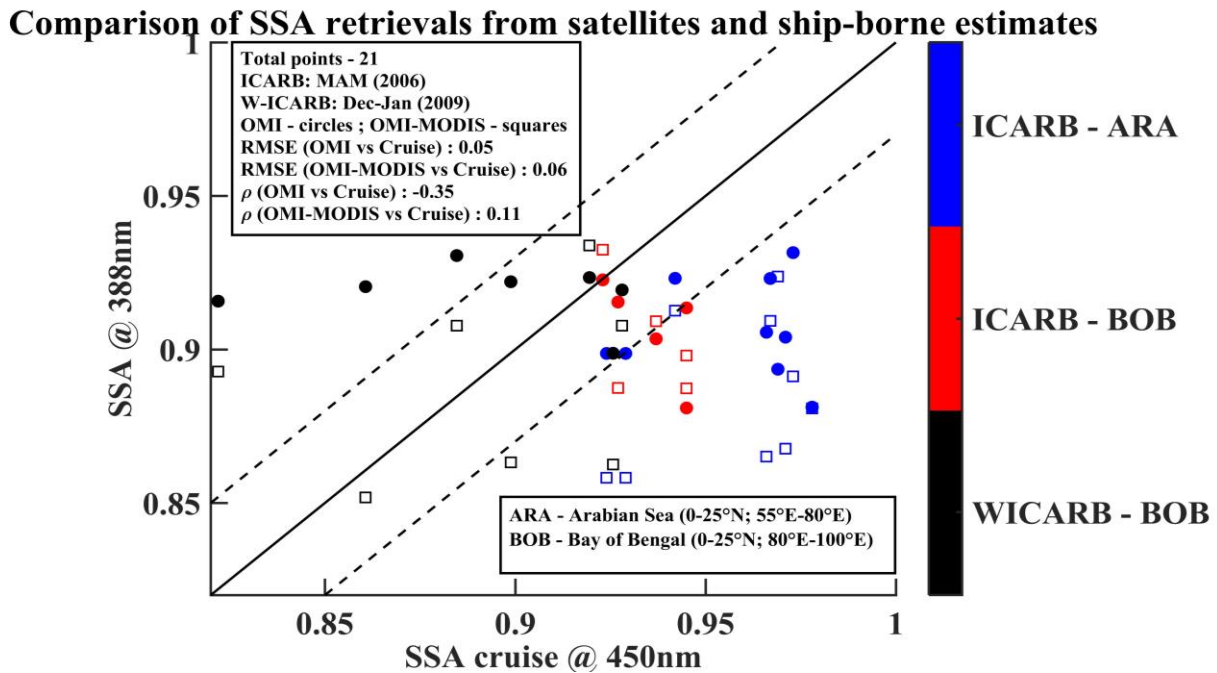 Comparison of SSA retrievals from satellites and ship-borne estimates
1
Total points - 21
ICARB: MAM (2006)
W-ICARB: Dec-Jan (2009)
OMI - circles ; OMI-MODIS - squares
RMSE (OMI vs Cruise) : 0.05
RMSE (OMI-MODIS vs Cruise) : 0.06
ρ (OMI vs Cruise) : -0.35
ρ (OMI-MODIS vs Cruise) : 0.11
0.95
0.9
0.85
SSA @ 388nm
ARA - Arabian Sea (0-25°N; 55°E-80°E)
BOB - Bay of Bengal (0-25°N; 80°E-100°E)
0.85 0.9 0.95 1
SSA cruise @ 450nm
ICARB - ARA
ICARB - BOB
WICARB - BOB